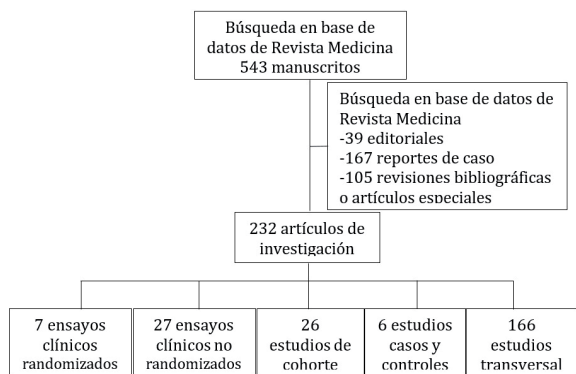 Búsqueda en base de
datos de Revista Medicina
543 manuscritos
Búsqueda en base de datos de
Revista Medicina
-39 editoriales
-167 reportes de caso
-105 revisiones bibliográficas
o artículos especiales
232 artículos de
investigación
7 ensayos
clínicos
randomizados
27 ensayos
clínicos no
randomizados
26
estudios de
cohorte
6 estudios
casos y
controles
166
estudios
transversal